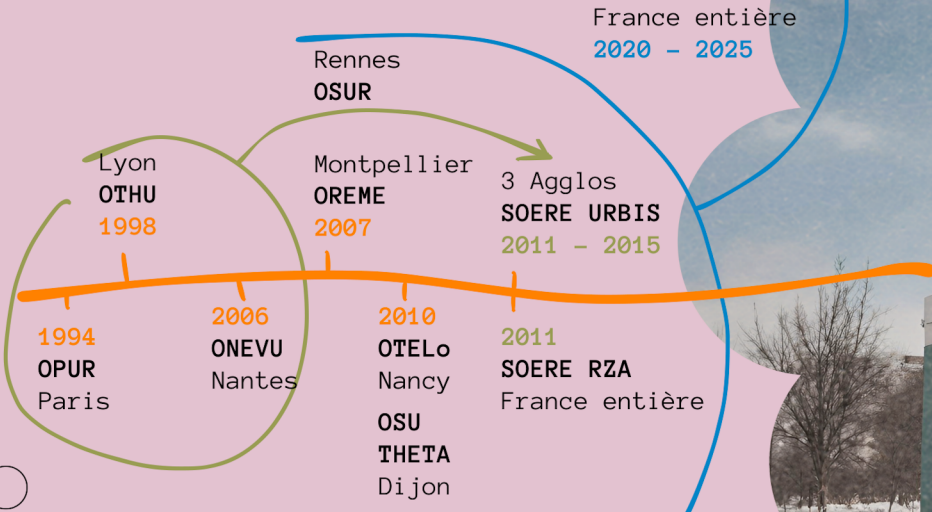 France entière
2020 - 2025
Rennes
OSUR
Lyon
OTHU
1998
Montpellier
OREME
2007
3 Agglos
SOERE URBIS
2011 - 2015
1994
OPUR
Paris
2006
ONEVU
Nantes
2010
OTELo
Nancy
OSU
THETA
Dijon
2011
SOERE RZA
France entière